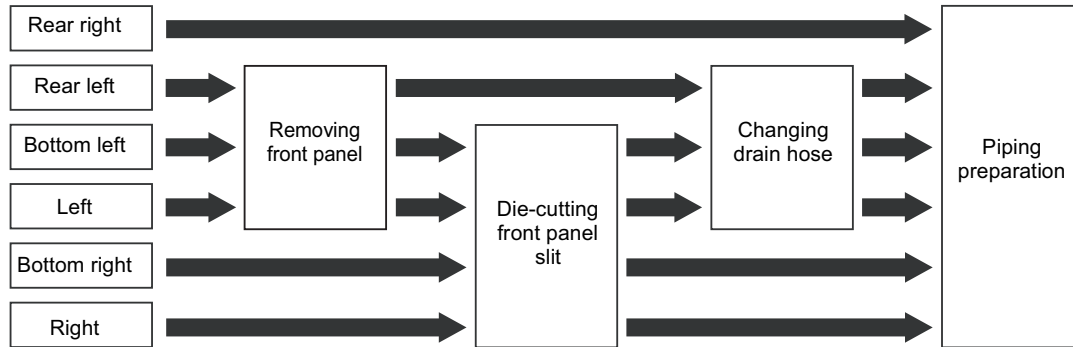 Rear right
Rear left
Bottom left
Left
Bottom right
Right
Removing
front panel
Die-cutting
front panel
slit
Changing
drain hose
Piping
preparation